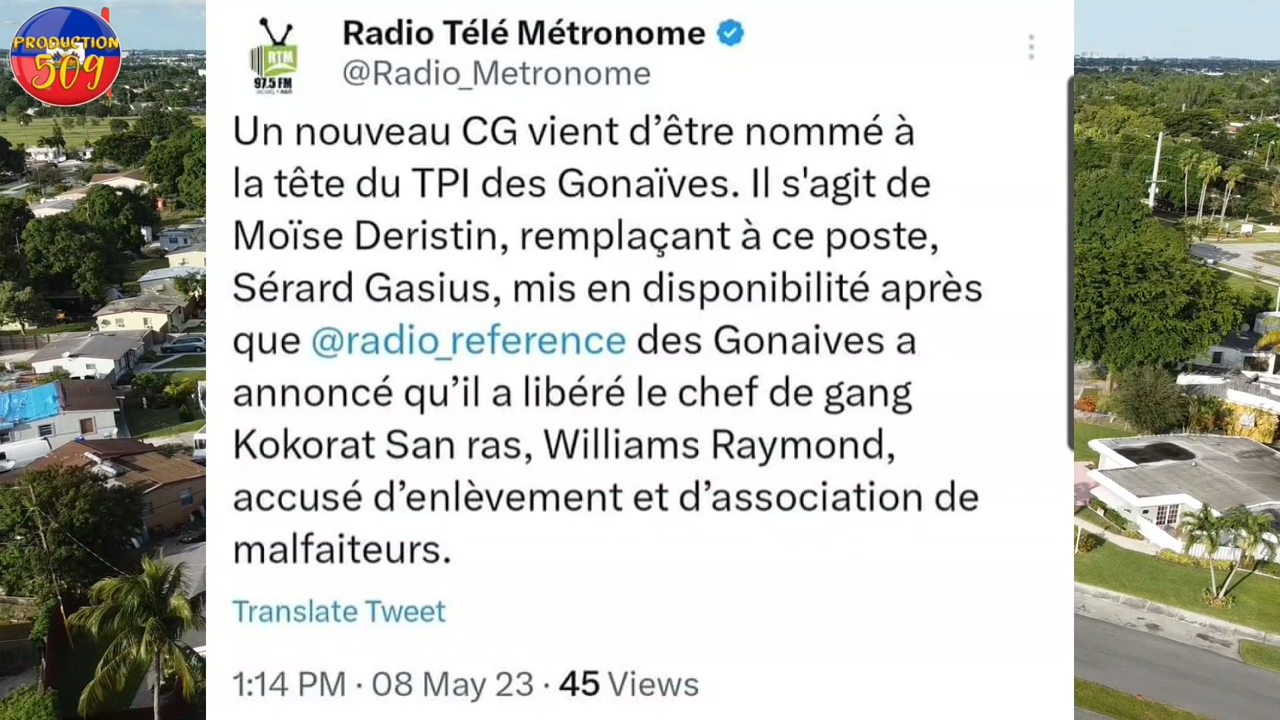 PRODUCTION
509
RTM
97.5 FM
Radio Télé Métronome
@Radio_Metronome
Un nouveau CG vient d’être nommé à
la tête du TPI des Gonaïves. Il s'agit de
Moïse Deristin, remplaçant à ce poste,
Sérard Gasius, mis en disponibilité après
que @radio_reference des Gonaives a
annoncé qu’il a libéré le chef de gang
Kokorat San ras, Williams Raymond,
accusé d’enlèvement et d’association de
malfaiteurs.
Translate Tweet
1:14 PM · 08 May 23 · 45 Views